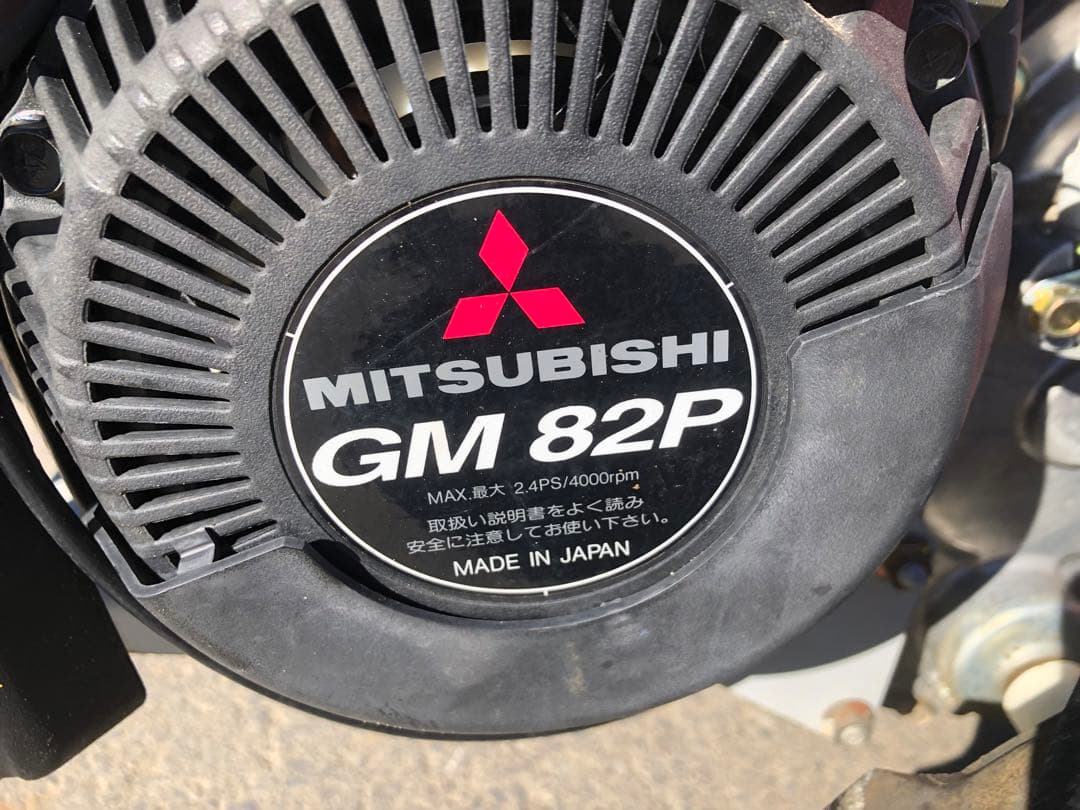 MITSUBISHI
GM 82P
MAX.最大 2.4PS/4000rpm
取扱い説明書をよく読み
安全に注意してお使い下さい。
MADE IN JAPAN